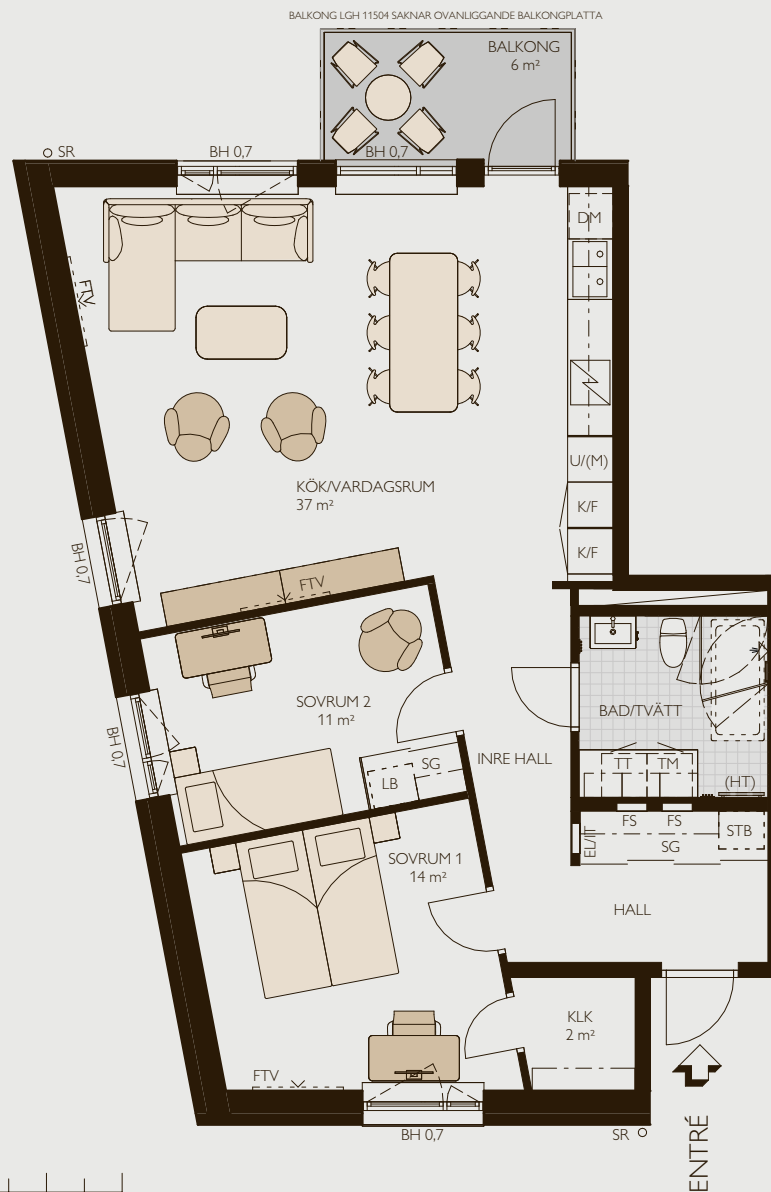 BALKONG LGH 11504 SAKNAR OVANLIGGANDE BALKONGPLATTA
BALKONG
6 m²
SR
BH 0,7
BH 0,7
DM
FTV
U/(M)
KÖK/VARDAGSRUM
37 m²
K/F
K/F
BH 0,7
FTV
SOVRUM 2
11 m²
BAD/TVÄTT
BH 0,7
INRE HALL
SG
LB
TT
TM
(HT)
FS
FS
STB
EL/IT
SG
SOVRUM 1
14 m²
HALL
KLK
2 m²
FTV
BH 0,7
SR
ENTRÉ